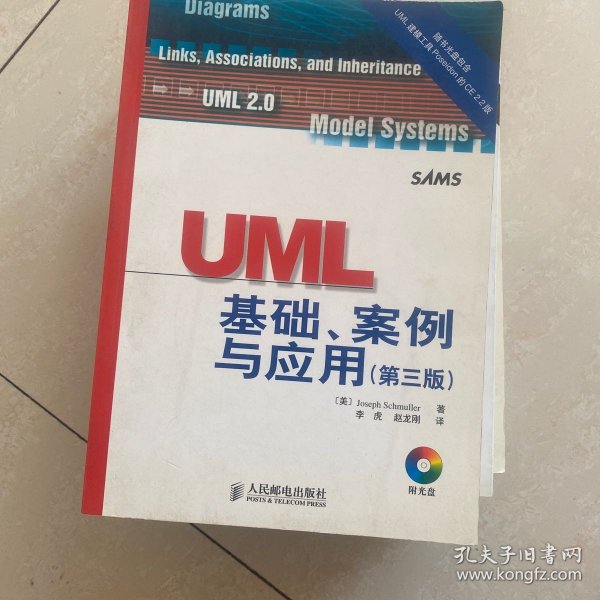 Diagrams
Links, Associations, and Inheritance
UML 2.0
Model Systems
随书光盘包含
UML建模工具Poseidon的CE 2.2版
SAMS
UML
基础、案例
与应用(第三版)
〔美〕Joseph Schmuller 著
李虎 赵龙刚 译
人民邮电出版社
POSTS & TELECOM PRESS
附光盘
孔夫子旧书网
www.kongfz.com